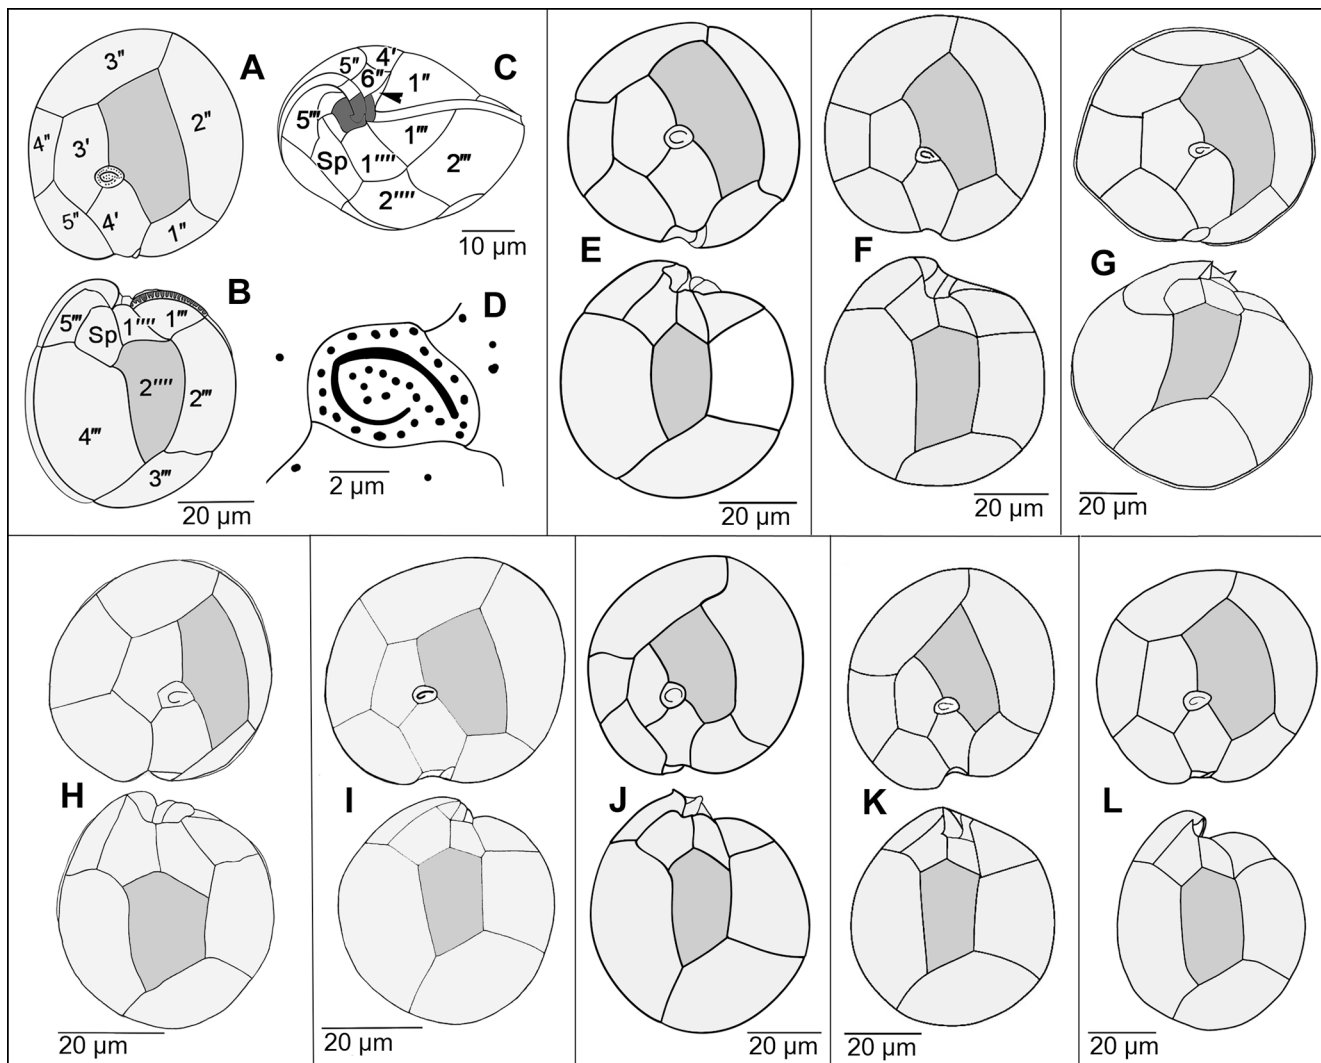 A
3″
2″
4″
3′
5″
4′
1″
C
5″
4′
6″
1″
5‴
1‴
Sp
1⁗
2‴
2⁗
10 µm
B
5‴
Sp
1⁗
1‴
2⁗
2‴
4‴
3‴
20 µm
D
2 µm
E
20 µm
F
20 µm
G
20 µm
H
20 µm
I
20 µm
J
20 µm
K
20 µm
L
20 µm